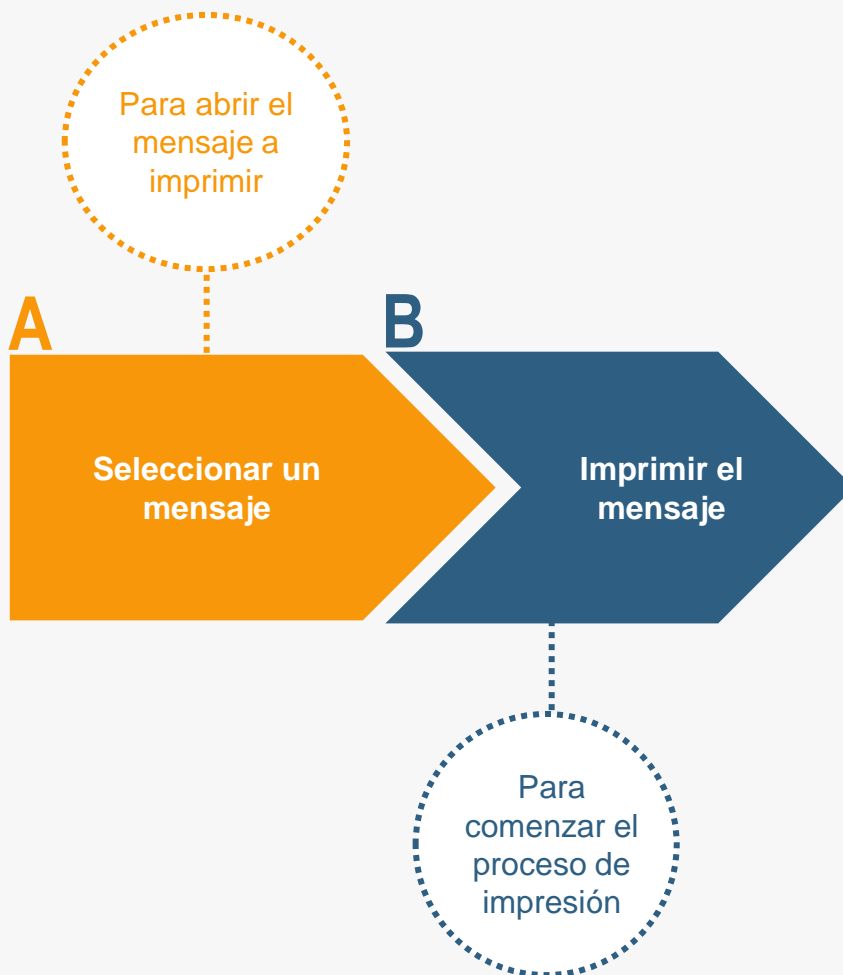 Para abrir el
mensaje a
imprimir
A
Seleccionar un
mensaje
B
Imprimir el
mensaje
Para
comenzar el
proceso de
impresión